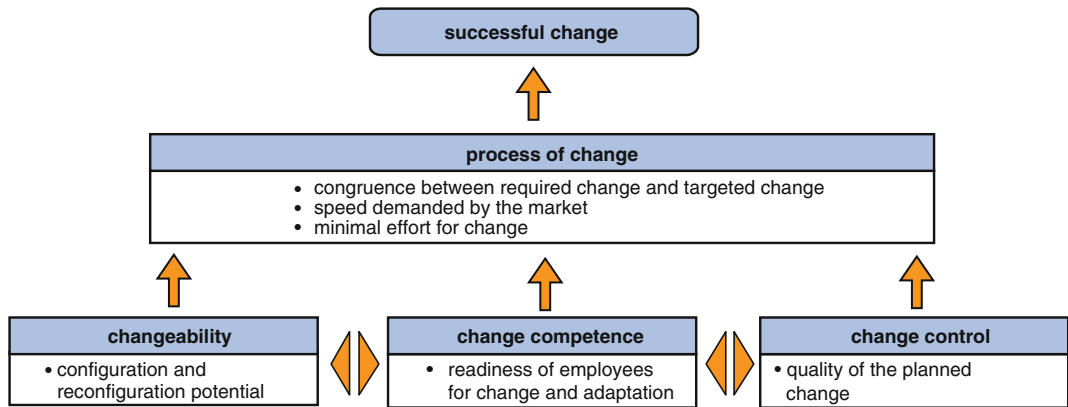 successful change
process of change
• congruence between required change and targeted change
• speed demanded by the market
• minimal effort for change
changeability
• configuration and
reconfiguration potential
change competence
• readiness of employees
for change and adaptation
change control
• quality of the planned
change